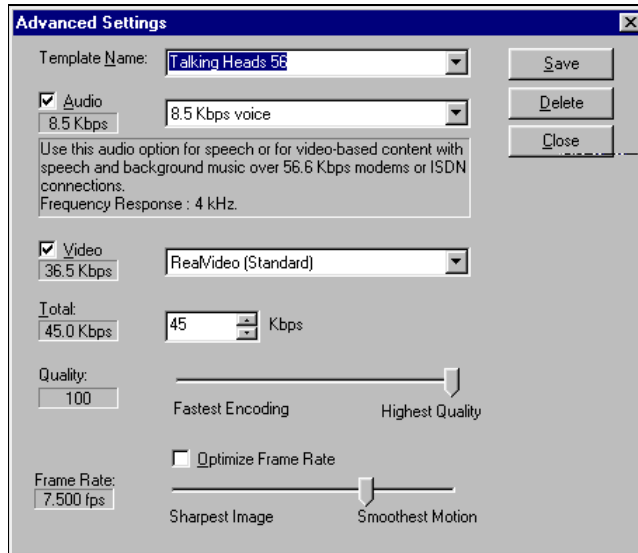 Advanced Settings
Template Name: Talking Heads 56 Save
Audio 8.5 Kbps voice Delete
8.5 Kbps
Close
Use this audio option for speech or for video-based content with
speech and background music over 56.6 Kbps modems or ISDN
connections.
Frequency Response : 4 kHz.
Video RealVideo (Standard)
36.5 Kbps
Total: 45 Kbps
45.0 Kbps
Quality:
100
Fastest Encoding Highest Quality
Optimize Frame Rate
Frame Rate:
7.500 fps
Sharpest Image Smoothest Motion